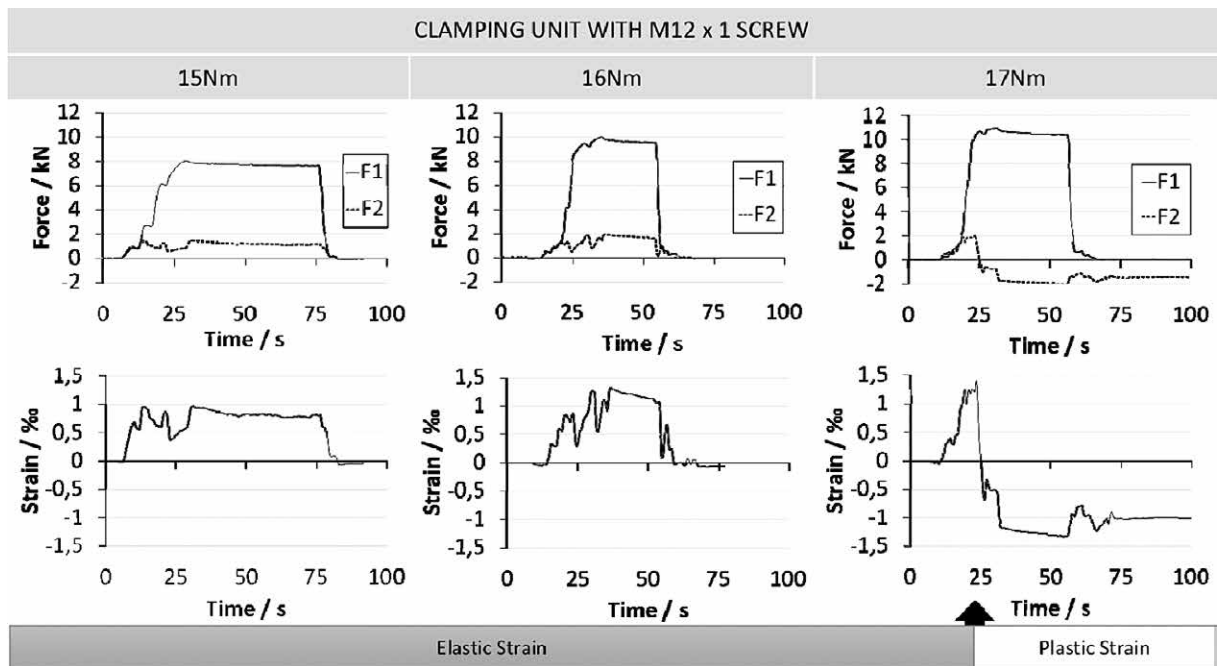 CLAMPING UNIT WITH M12 x 1 SCREW
15Nm
16Nm
17Nm
Force / kN
12
10
8
6
4
2
0
-2
F1
F2
0 25 50 75 100
Time / s
Force / kN
12
10
8
6
4
2
0
-2
F1
F2
0 25 50 75 100
Time / s
Force / kN
12
10
8
6
4
2
0
-2
F1
F2
0 25 50 75 100
Time / s
Strain / ‰
1,5
1
0,5
0
-0,5
-1
-1,5
0 25 50 75 100
Time / s
Strain / ‰
1,5
1
0,5
0
-0,5
-1
-1,5
0 25 50 75 100
Time / s
Strain / ‰
1,5
1
0,5
0
-0,5
-1
-1,5
0 25 50 75 100
Time / s
Elastic Strain
Plastic Strain